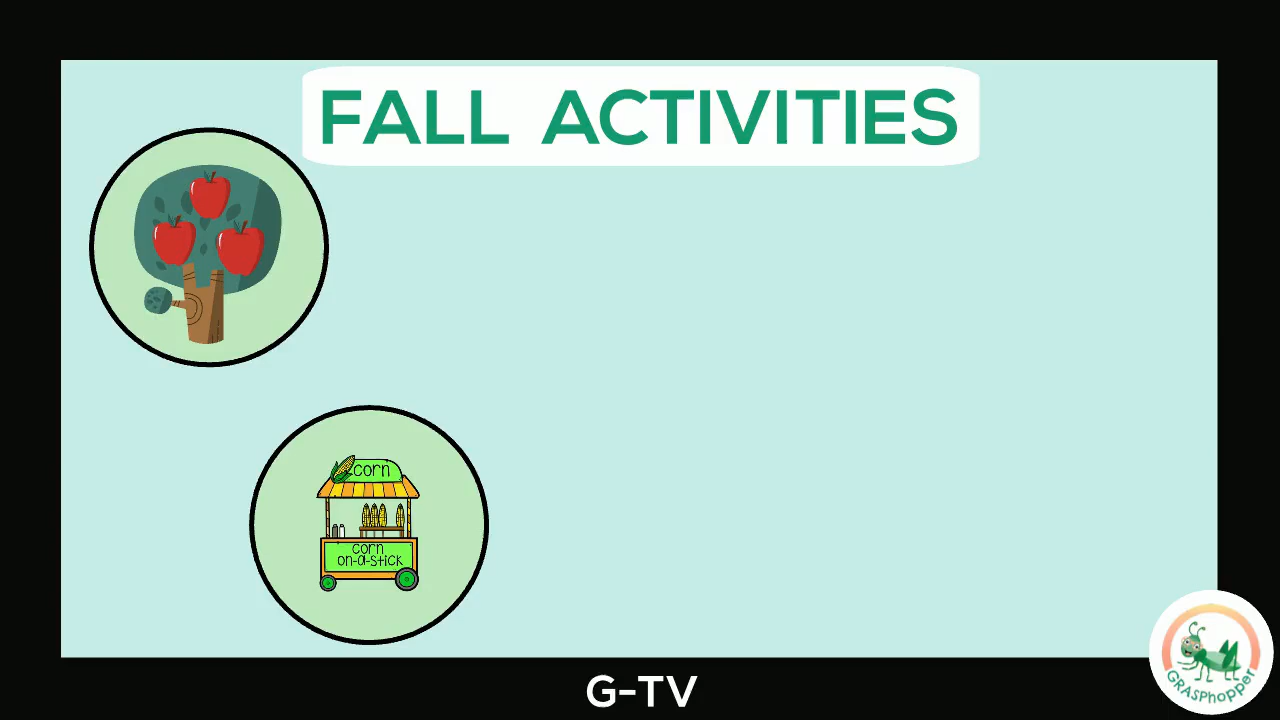 FALL ACTIVITIES
corn
corn
on-a-stick
G-TV
GRASPhopper